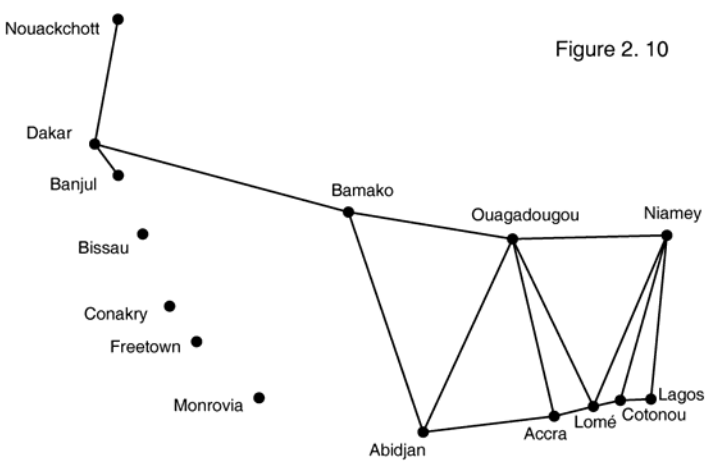 Nouackchott
Figure 2. 10
Dakar
Banjul
Bamako
Ouagadougou
Niamey
Bissau
Conakry
Freetown
Monrovia
Abidjan
Accra
Lomé
Cotonou
Lagos